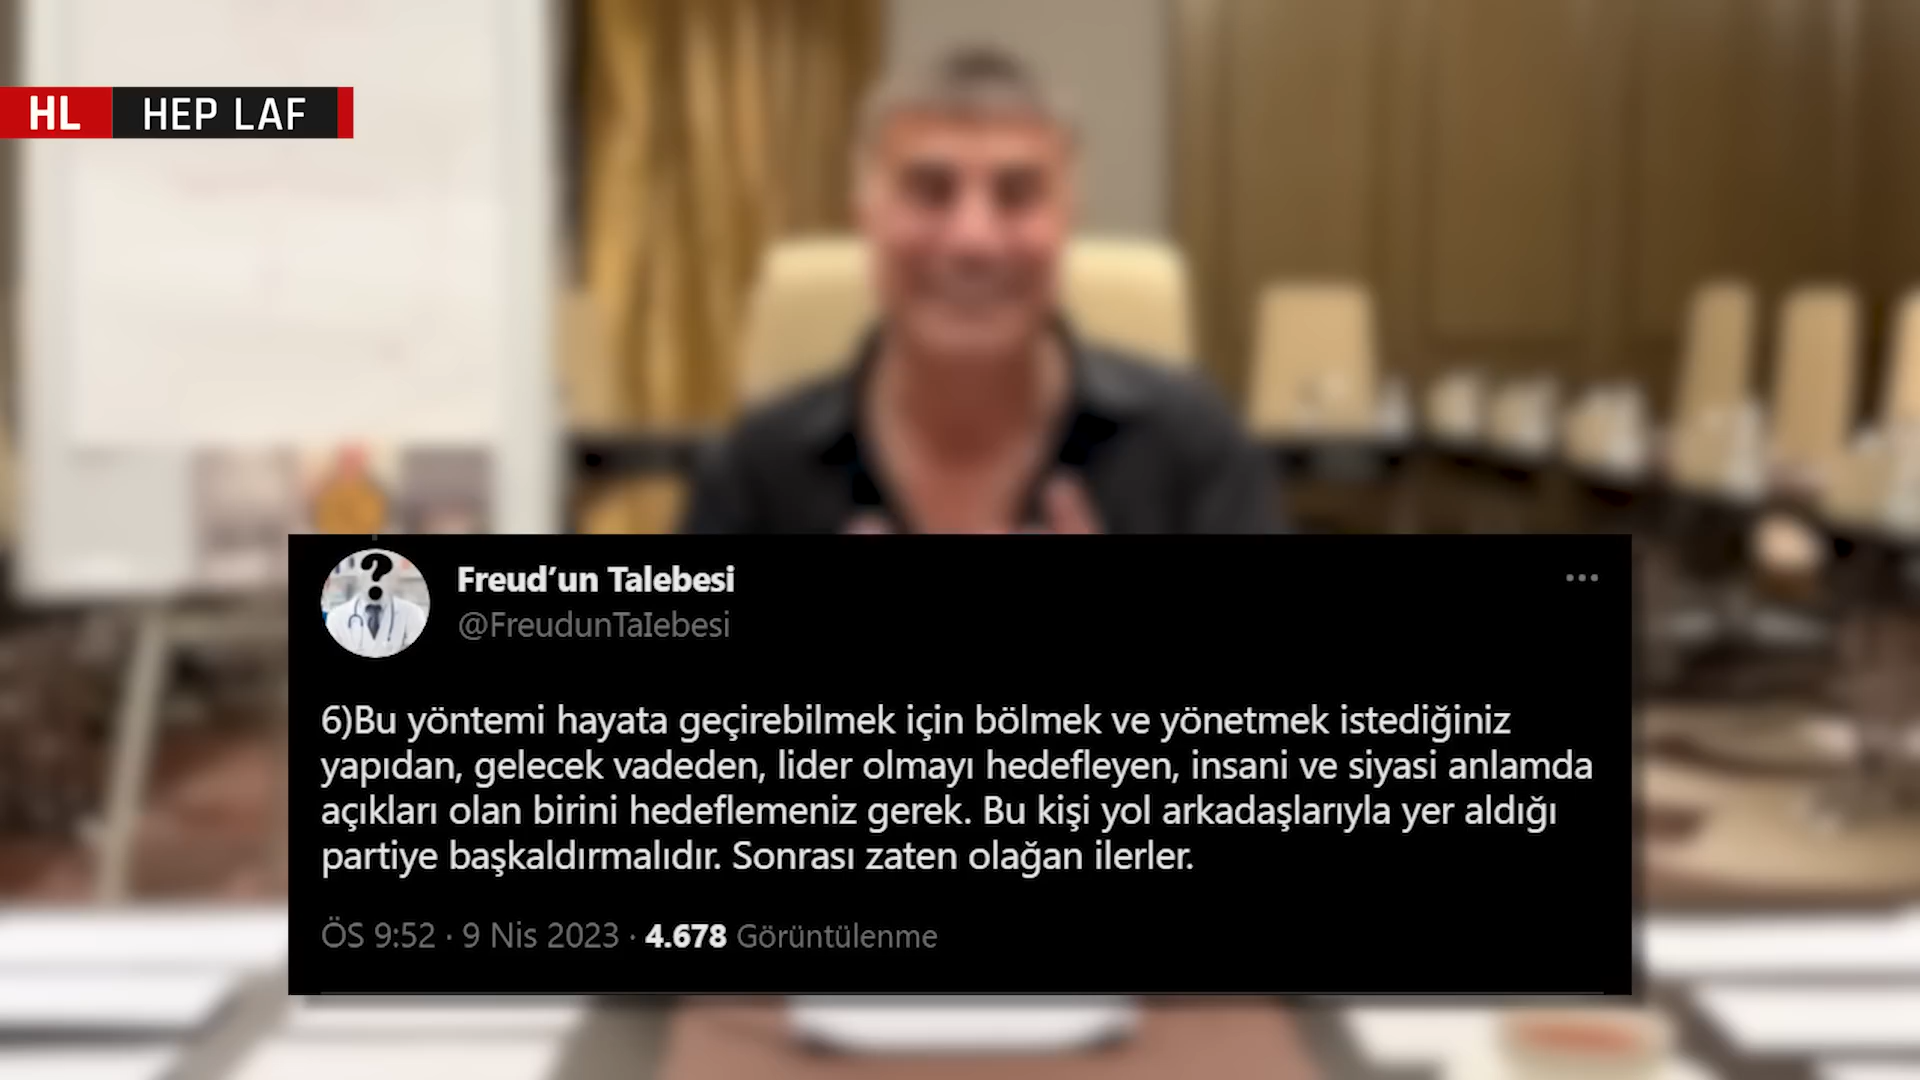 HL HEP LAF
Freud’un Talebesi
@FreudunTaIebesi
6)Bu yöntemi hayata geçirebilmek için bölmek ve yönetmek istediğiniz
yapıdan, gelecek vadeden, lider olmayı hedefleyen, insani ve siyasi anlamda
açıkları olan birini hedeflemeniz gerek. Bu kişi yol arkadaşlarıyla yer aldığı
partiye başkaldırmalıdır. Sonrası zaten olağan ilerler.
ÖS 9:52 · 9 Nis 2023 · 4.678 Görüntülenme